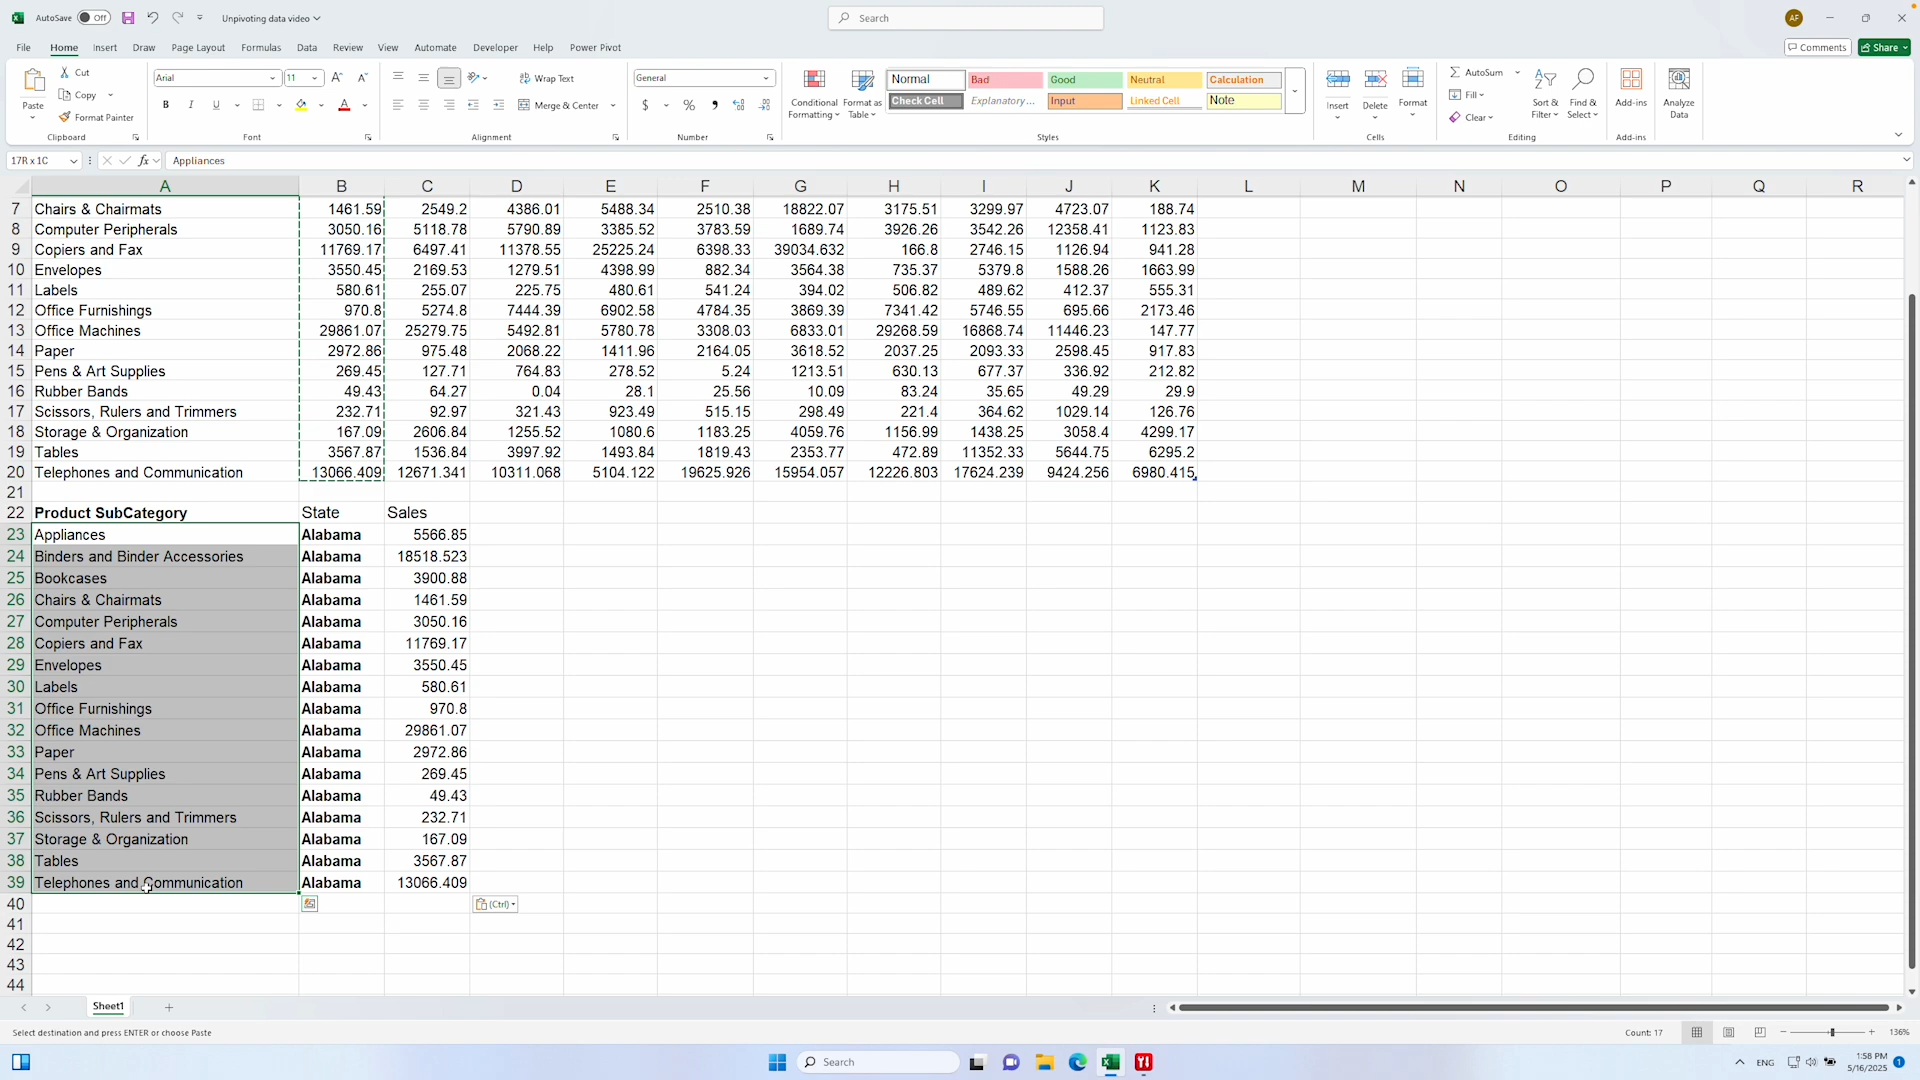 AutoSave Off Unpivoting data video Search AF
File Home Insert Draw Page Layout Formulas Data Review View Automate Developer Help Power Pivot Comments Share
Paste Cut Copy Format Painter Clipboard
Arial 11 B I U A Font
Wrap Text Merge & Center Alignment
General $ % Number
Conditional Formatting Format as Table
Normal Bad Good Neutral Calculation
Check Cell Explanatory... Input Linked Cell Note
Styles
Insert Delete Format Cells
AutoSum Fill Clear Sort & Filter Find & Select Editing
Add-ins Add-ins
Analyze Data
17R x 1C fx Appliances
A B C D E F G H I J K L M N O P Q R
7 Chairs & Chairmats 1461.59 2549.2 4386.01 5488.34 2510.38 18822.07 3175.51 3299.97 4723.07 188.74
8 Computer Peripherals 3050.16 5118.78 5790.89 3385.52 3783.59 1689.74 3926.26 3542.26 12358.41 1123.83
9 Copiers and Fax 11769.17 6497.41 11378.55 25225.24 6398.33 39034.632 166.8 2746.15 1126.94 941.28
10 Envelopes 3550.45 2169.53 1279.51 4398.99 882.34 3564.38 735.37 5379.8 1588.26 1663.99
11 Labels 580.61 255.07 225.75 480.61 541.24 394.02 506.82 489.62 412.37 555.31
12 Office Furnishings 970.8 5274.8 7444.39 6902.58 4784.35 3869.39 7341.42 5746.55 695.66 2173.46
13 Office Machines 29861.07 25279.75 5492.81 5780.78 3308.03 6833.01 29268.59 16868.74 11446.23 147.77
14 Paper 2972.86 975.48 2068.22 1411.96 2164.05 3618.52 2037.25 2093.33 2598.45 917.83
15 Pens & Art Supplies 269.45 127.71 764.83 278.52 5.24 1213.51 630.13 677.37 336.92 212.82
16 Rubber Bands 49.43 64.27 0.04 28.1 25.56 10.09 83.24 35.65 49.29 29.9
17 Scissors, Rulers and Trimmers 232.71 92.97 321.43 923.49 515.15 298.49 221.4 364.62 1029.14 126.76
18 Storage & Organization 167.09 2606.84 1255.52 1080.6 1183.25 4059.76 1156.99 1438.25 3058.4 4299.17
19 Tables 3567.87 1536.84 3997.92 1493.84 1819.43 2353.77 472.89 11352.33 5644.75 6295.2
20 Telephones and Communication 13066.409 12671.341 10311.068 5104.122 19625.926 15954.057 12226.803 17624.239 9424.256 6980.415
21
22 Product SubCategory State Sales
23 Appliances Alabama 5566.85
24 Binders and Binder Accessories Alabama 18518.523
25 Bookcases Alabama 3900.88
26 Chairs & Chairmats Alabama 1461.59
27 Computer Peripherals Alabama 3050.16
28 Copiers and Fax Alabama 11769.17
29 Envelopes Alabama 3550.45
30 Labels Alabama 580.61
31 Office Furnishings Alabama 970.8
32 Office Machines Alabama 29861.07
33 Paper Alabama 2972.86
34 Pens & Art Supplies Alabama 269.45
35 Rubber Bands Alabama 49.43
36 Scissors, Rulers and Trimmers Alabama 232.71
37 Storage & Organization Alabama 167.09
38 Tables Alabama 3567.87
39 Telephones and Communication Alabama 13066.409
40 (Ctrl)
41
42
43
44
Sheet1
Select destination and press ENTER or choose Paste Count: 17 136%
Search ENG 1:58 PM 1
5/16/2025